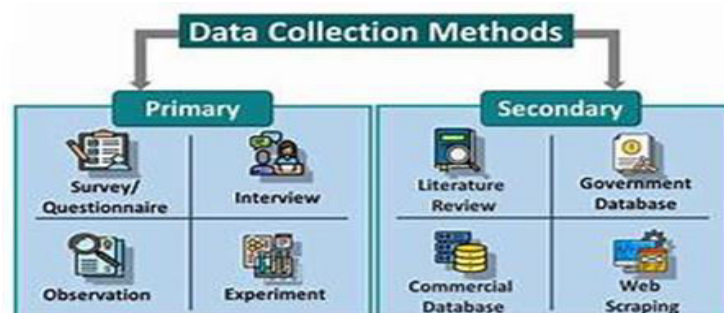 Data Collection Methods
Primary
Secondary
Survey/
Questionnaire
Interview
Literature
Review
Government
Database
Observation
Experiment
Commercial
Database
Web
Scraping